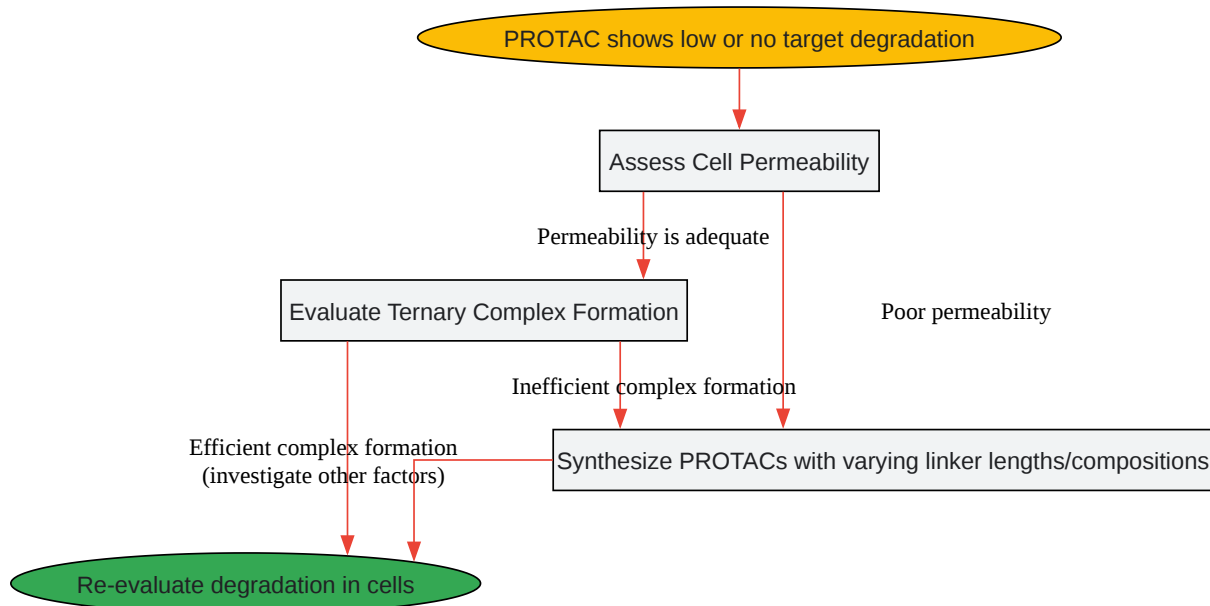 PROTAC shows low or no target degradation
Assess Cell Permeability
Permeability is adequate
Evaluate Ternary Complex Formation
Poor permeability
Inefficient complex formation
Efficient complex formation
(investigate other factors)
Synthesize PROTACs with varying linker lengths/compositions
Re-evaluate degradation in cells